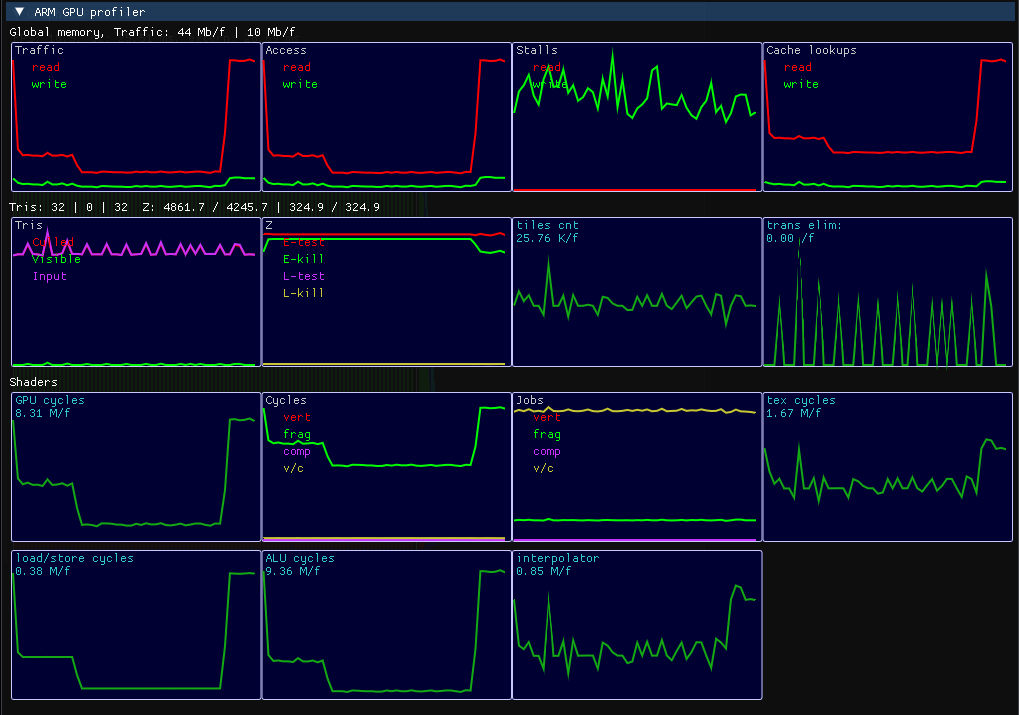 ▼ ARM GPU profiler
Global memory, Traffic: 44 Mb/f | 10 Mb/f
Traffic
read
write
Access
read
write
Stalls
read
write
Cache lookups
read
write
Tris: 32 | 0 | 32 Z: 4861.7 / 4245.7 | 324.9 / 324.9
Tris
Culled
Visible
Input
Z
E-test
E-kill
L-test
L-kill
tiles cnt
25.76 K/f
trans elim:
0.00 /f
Shaders
GPU cycles
8.31 M/f
Cycles
vert
frag
comp
v/c
Jobs
vert
frag
comp
v/c
tex cycles
1.67 M/f
load/store cycles
0.38 M/f
ALU cycles
9.36 M/f
interpolator
0.85 M/f